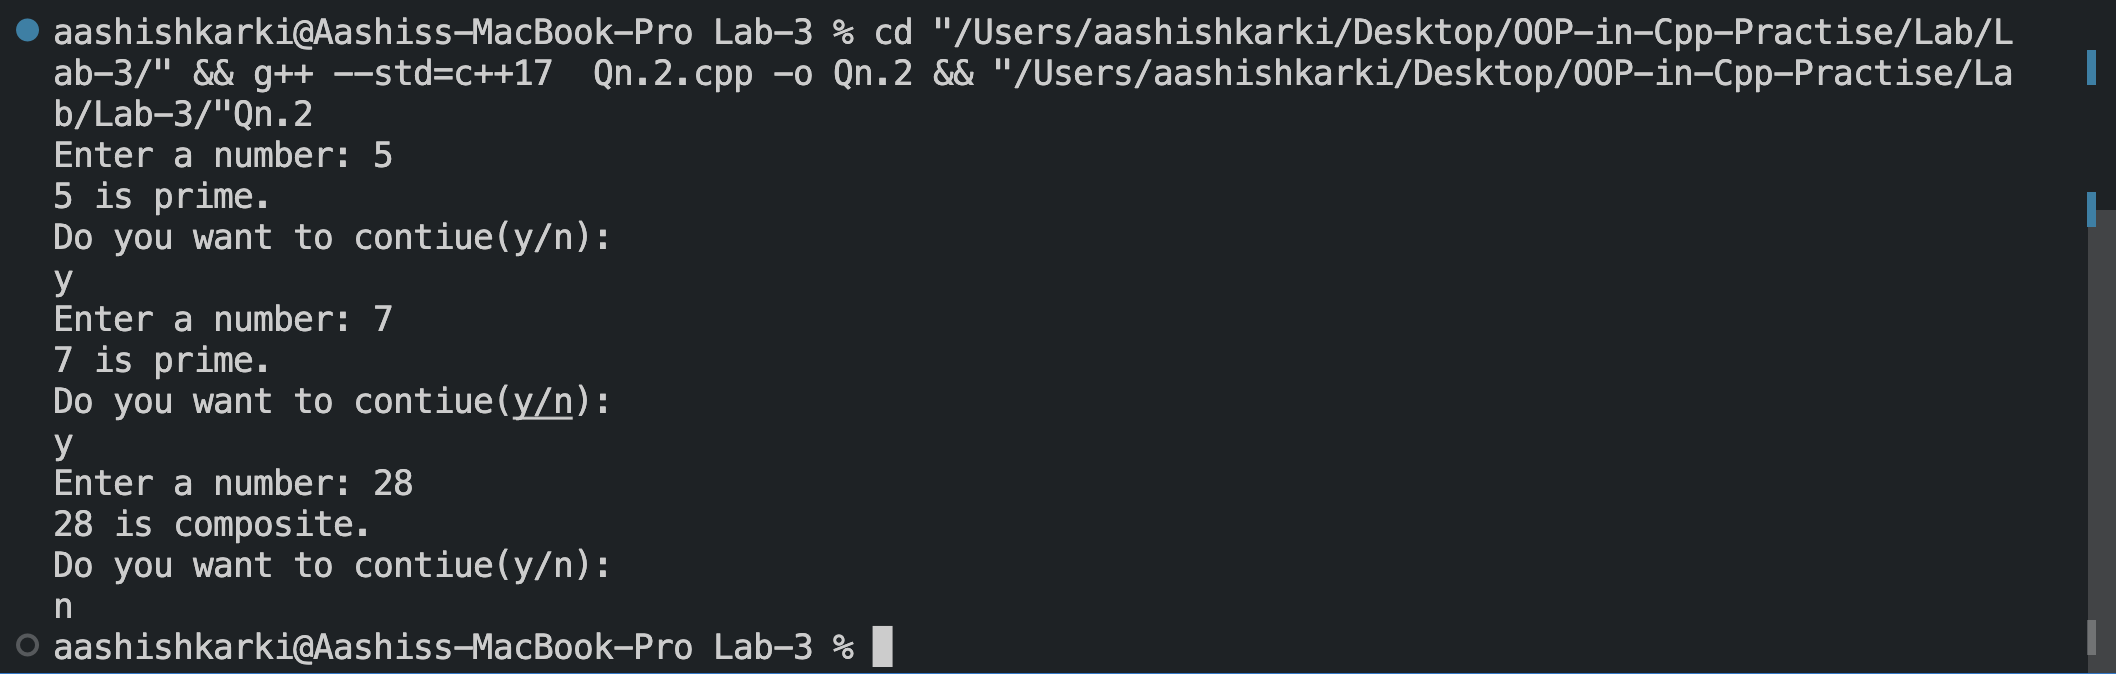 aashishkarki@Aashiss-MacBook-Pro Lab-3 % cd "/Users/aashishkarki/Desktop/OOP-in-Cpp-Practise/Lab/L
ab-3/" && g++ --std=c++17  Qn.2.cpp -o Qn.2 && "/Users/aashishkarki/Desktop/OOP-in-Cpp-Practise/La
b/Lab-3/"Qn.2
Enter a number: 5
5 is prime.
Do you want to contiue(y/n):
y
Enter a number: 7
7 is prime.
Do you want to contiue(y/n):
y
Enter a number: 28
28 is composite.
Do you want to contiue(y/n):
n
aashishkarki@Aashiss-MacBook-Pro Lab-3 %